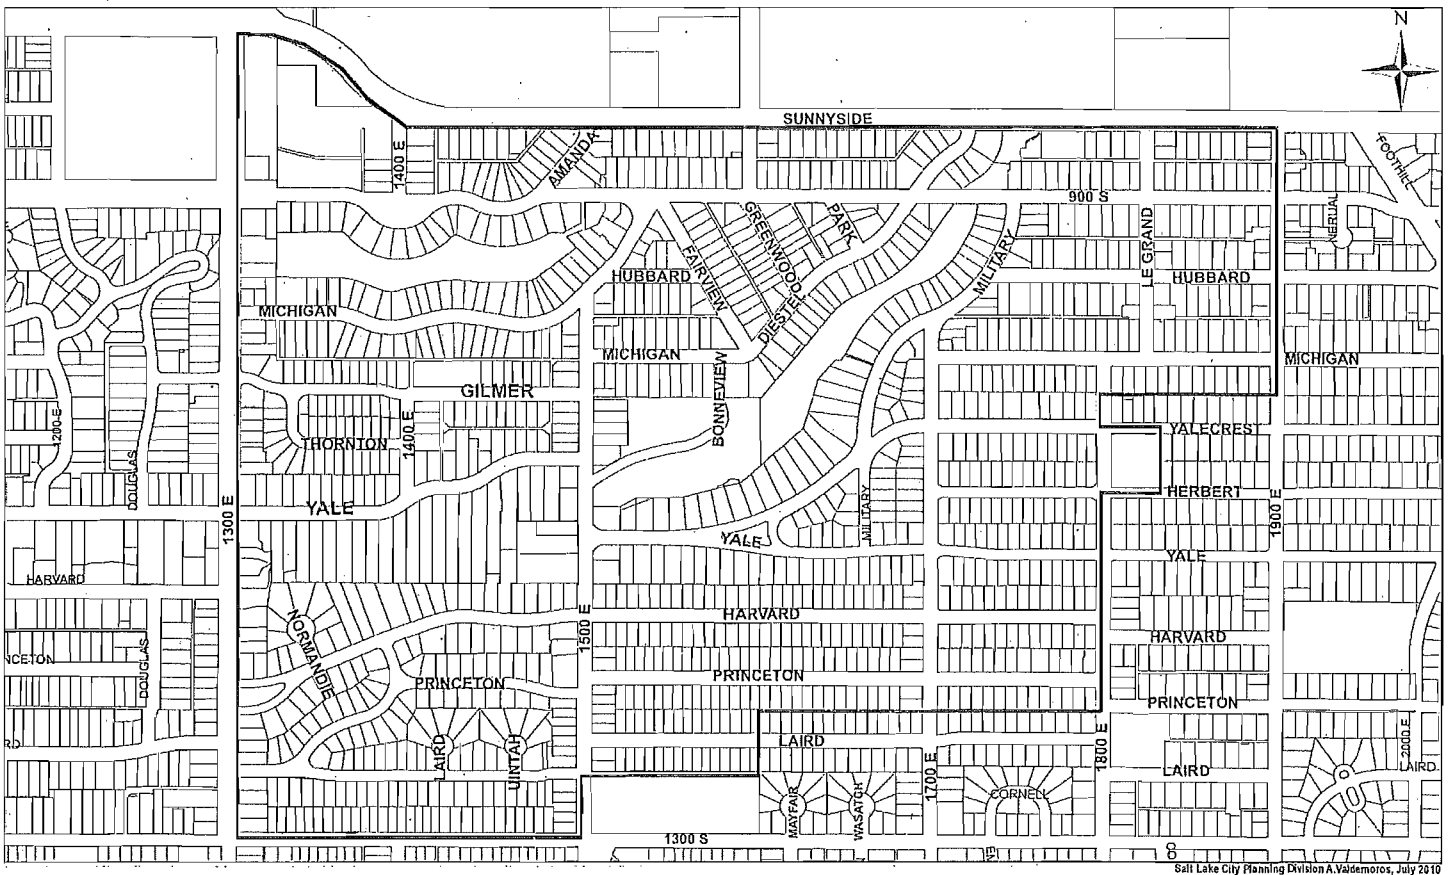 N
SUNNYSIDE
FOOTHILL
AMANDA
1400 E
900 S
GREENWOOD
PARK
LE GRAND
NERUAL
MILITARY
FAIRVIEW
HUBBARD
HUBBARD
MICHIGAN
DIESTEL
MICHIGAN
MICHIGAN
GILMER
BONNEVIEW
1200 E
THORNTON
1400 E
YALECREST
DOUGLAS
HERBERT
YALE
1300 E
MILITARY
1900 E
YALE
YALE
HARVARD
NORMANDIE
HARVARD
1500 E
HARVARD
NCETON
DOUGLAS
PRINCETON
PRINCETON
PRINCETON
RD
LAIRD
UINTAH
LAIRD
1700 E
1800 E
LAIRD
2000 E
LAIRD
MAYFAIR
WASATCH
CORNELL
1300 S
Salt Lake City Planning Division A.Valdemoros, July 2010